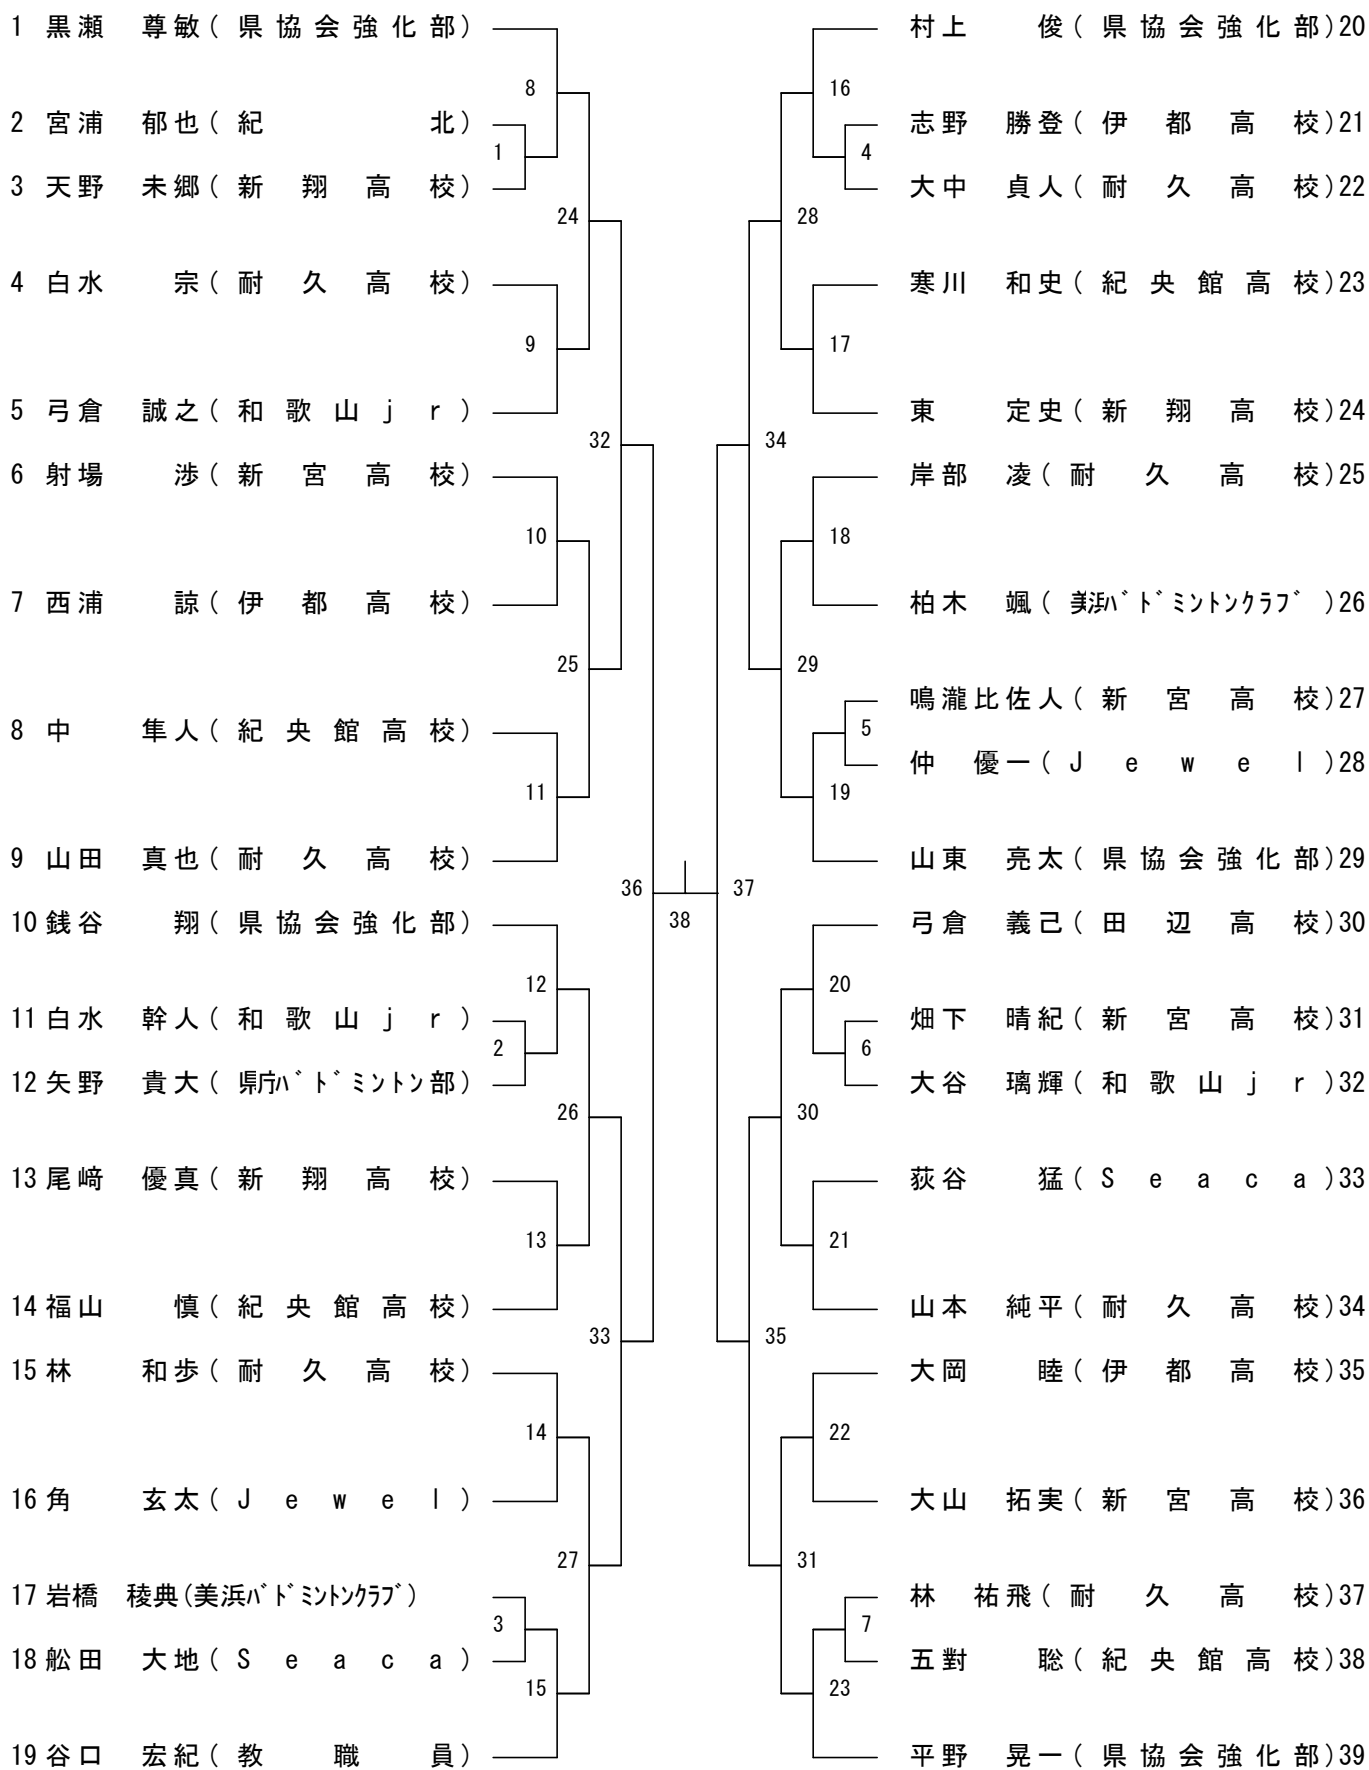 1 黒瀬 尊敏(県協会強化部)
8
2 宮浦 郁也(紀北)
1
3 天野 未郷(新翔高校)
24
4 白水 宗(耐久高校)
9
5 弓倉 誠之(和歌山jr)
32
6 射場 渉(新宮高校)
10
7 西浦 諒(伊都高校)
25
8 中 隼人(紀央館高校)
11
9 山田 真也(耐久高校)
36
38
10 銭谷 翔(県協会強化部)
12
11 白水 幹人(和歌山jr)
2
12 矢野 貴大(県庁バドミントン部)
26
13 尾﨑 優真(新翔高校)
13
14 福山 慎(紀央館高校)
33
15 林 和歩(耐久高校)
14
16 角 玄太(Jewel)
27
17 岩橋 稜典(美浜バドミントンクラブ)
3
18 舩田 大地(Seaca)
15
19 谷口 宏紀(教職員)
村上 俊(県協会強化部)20
16
志野 勝登(伊都高校)21
4
大中 貞人(耐久高校)22
28
寒川 和史(紀央館高校)23
17
東 定史(新翔高校)24
34
岸部 凌(耐久高校)25
18
柏木 颯(美浜バドミントンクラブ)26
29
鳴瀧比佐人(新宮高校)27
5
仲 優一(Jewel)28
19
山東 亮太(県協会強化部)29
37
弓倉 義己(田辺高校)30
20
畑下 晴紀(新宮高校)31
6
大谷 璃輝(和歌山jr)32
30
荻谷 猛(Seaca)33
21
山本 純平(耐久高校)34
35
大岡 睦(伊都高校)35
22
大山 拓実(新宮高校)36
31
林 祐飛(耐久高校)37
7
五對 聡(紀央館高校)38
23
平野 晃一(県協会強化部)39